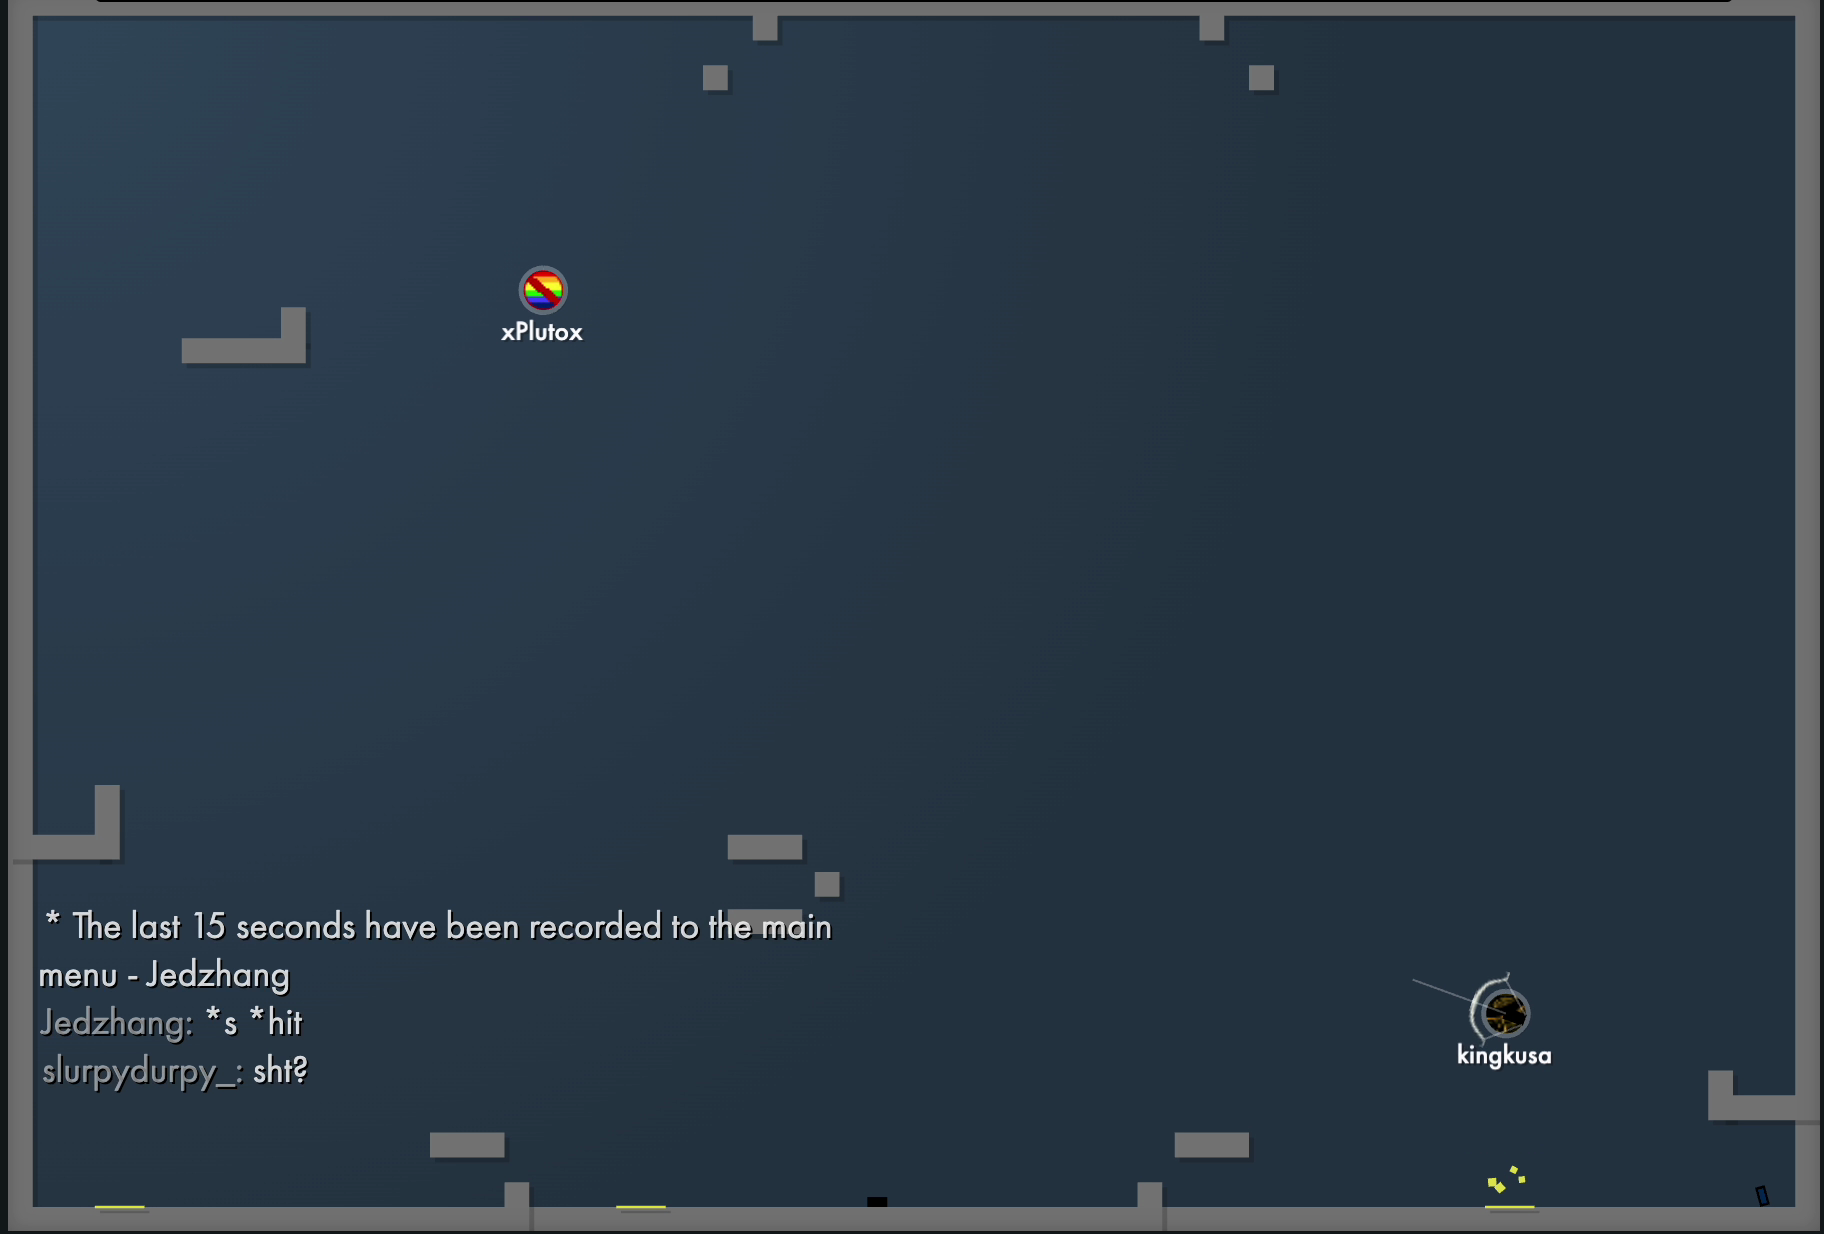 xPlutox
* The last 15 seconds have been recorded to the main
menu - Jedzhang
Jedzhang: *s *hit
slurpydurpy_: sht?
kingkusa